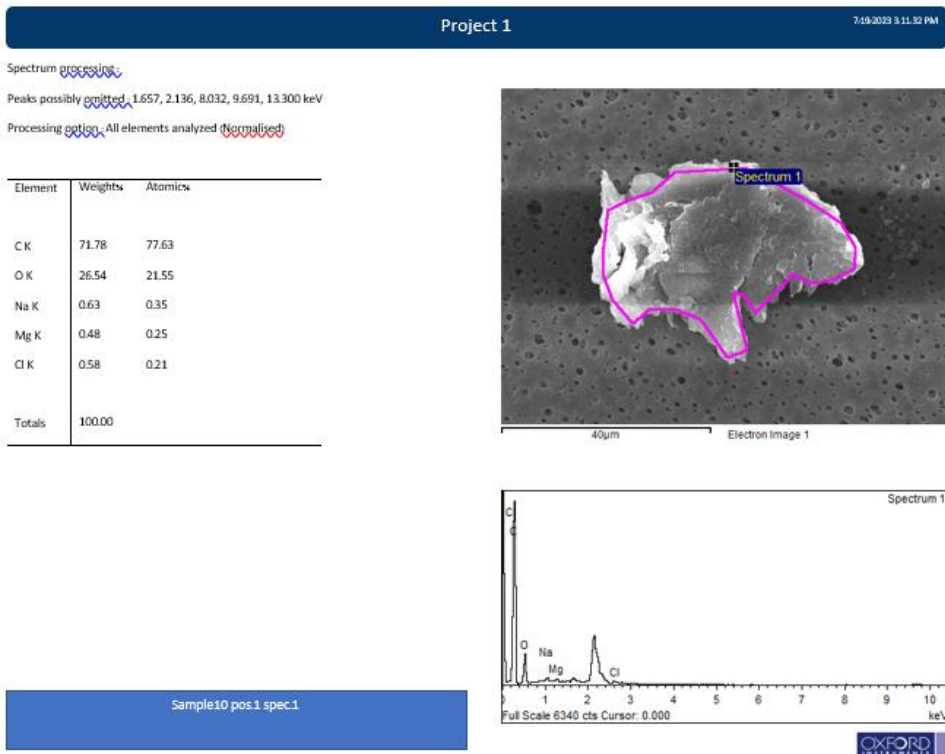 Project 1
7-19-2023 3.11.32 PM
Spectrum processing :
Peaks possibly omitted : 1.657, 2.136, 8.032, 9.691, 13.300 keV
Processing option : All elements analyzed (Normalised)
Element Weight% Atomic%
C K 71.78 77.63
O K 26.54 21.55
Na K 0.63 0.35
Mg K 0.48 0.25
Cl K 0.58 0.21
Totals 100.00
Spectrum 1
40µm Electron Image 1
Spectrum 1
C
C
O
Na
Mg
Cl
0 1 2 3 4 5 6 7 8 9 10
Full Scale 6340 cts Cursor: 0.000 keV
Sample10 pos.1 spec.1
OXFORD
INSTRUMENTS